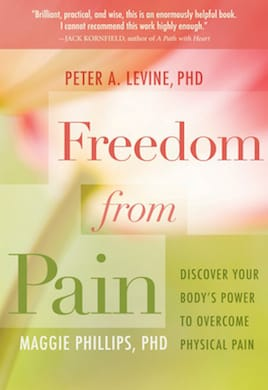 "Brilliant, practical, and wise, this is an enormously helpful book.
I cannot recommend this work highly enough."
—JACK KORNFIELD, author of A Path with Heart
PETER A. LEVINE, PHD
Freedom
from
Pain
MAGGIE PHILLIPS, PHD
DISCOVER YOUR
BODY'S POWER
TO OVERCOME
PHYSICAL PAIN